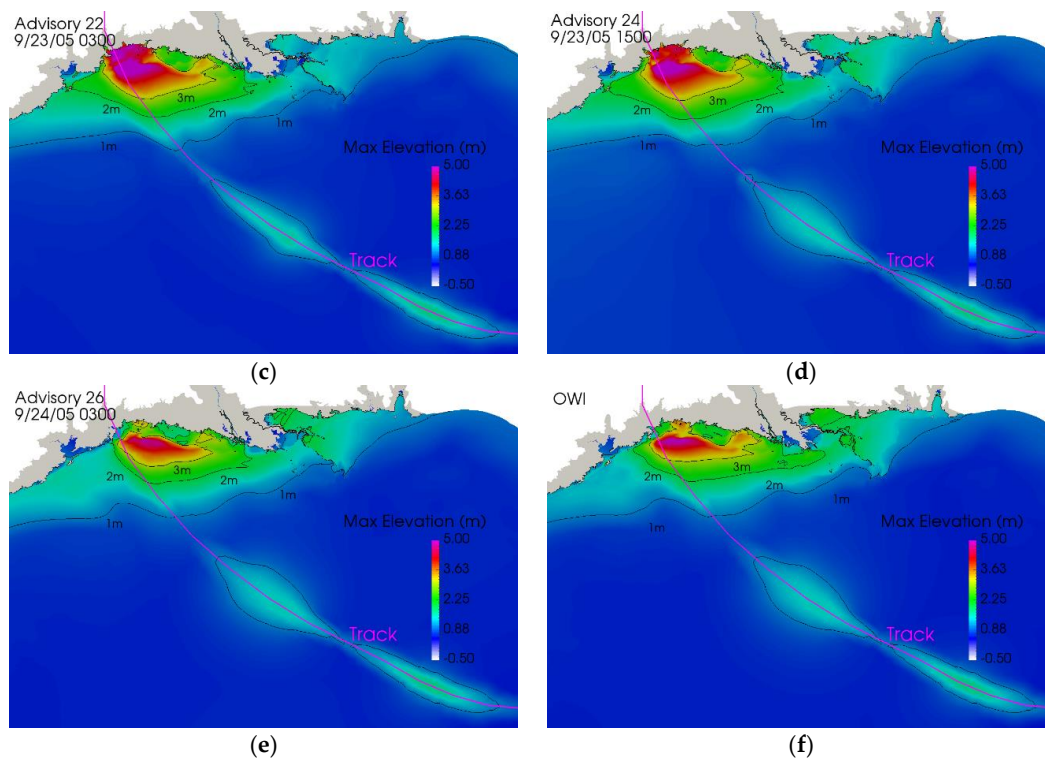 Advisory 22
9/23/05 0300
3m
2m
2m
1m
1m
Max Elevation (m)
5.00
3.63
2.25
0.88
-0.50
Track
(c)
Advisory 24
9/23/05 1500
3m
2m
2m
1m
1m
Max Elevation (m)
5.00
3.63
2.25
0.88
-0.50
Track
(d)
Advisory 26
9/24/05 0300
3m
2m
2m
1m
1m
Max Elevation (m)
5.00
3.63
2.25
0.88
-0.50
Track
(e)
OWI
3m
2m
2m
1m
1m
Max Elevation (m)
5.00
3.63
2.25
0.88
-0.50
Track
(f)